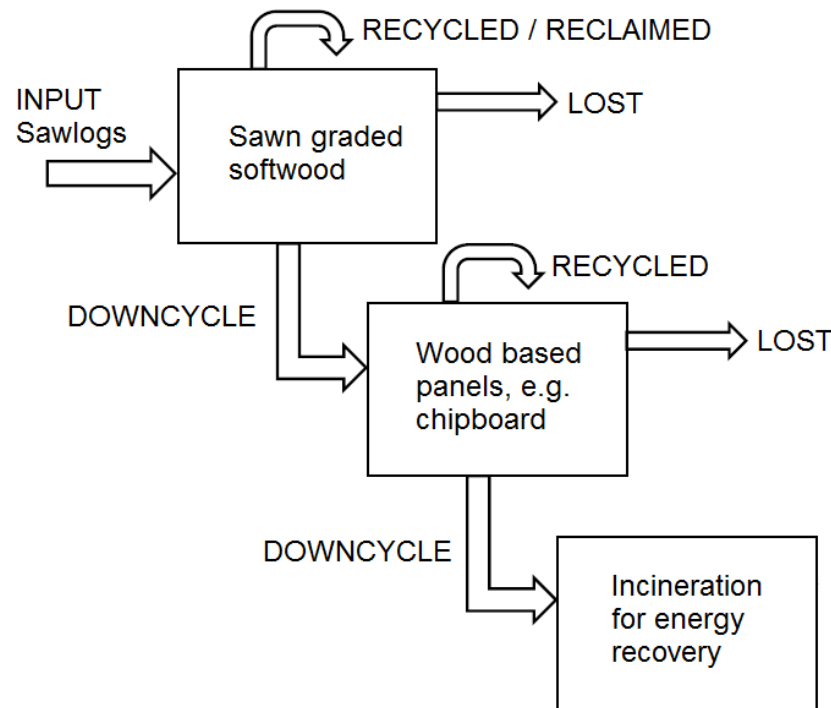 RECYCLED / RECLAIMED
INPUT
Sawlogs
LOST
Sawn graded
softwood
RECYCLED
DOWNCYCLE
LOST
Wood based
panels, e.g.
chipboard
DOWNCYCLE
Incineration
for energy
recovery